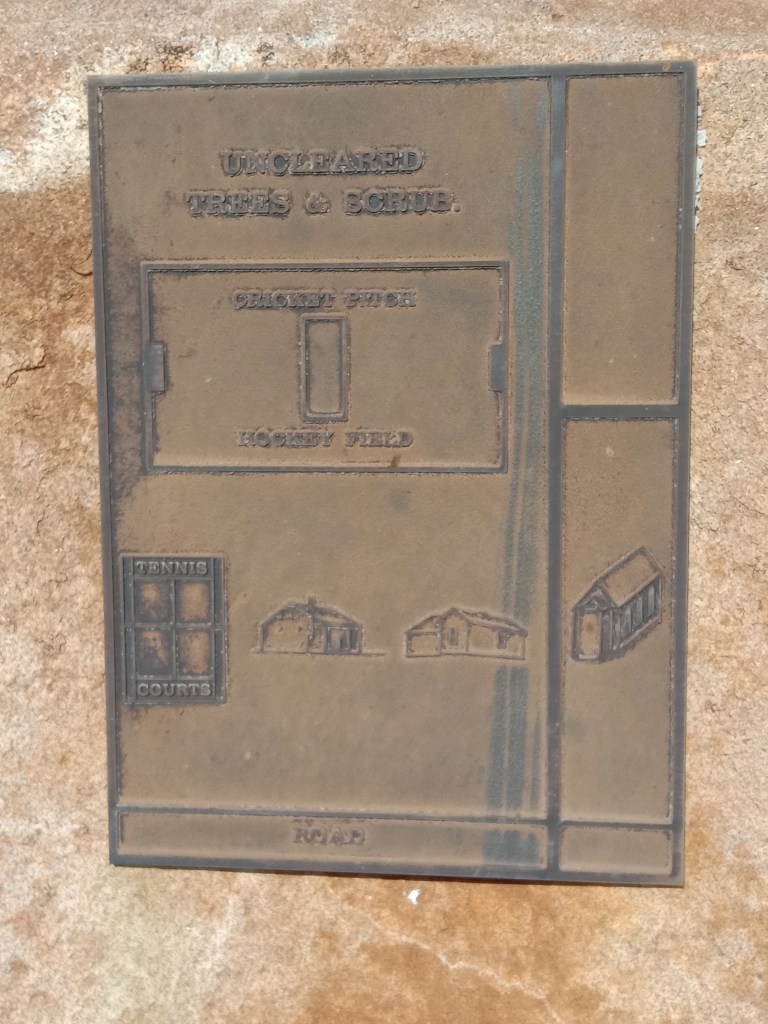 UNCLEARED
TREES & SCRUB.
CRICKET PITCH
HOCKEY FIELD
TENNIS
COURTS
ROAD